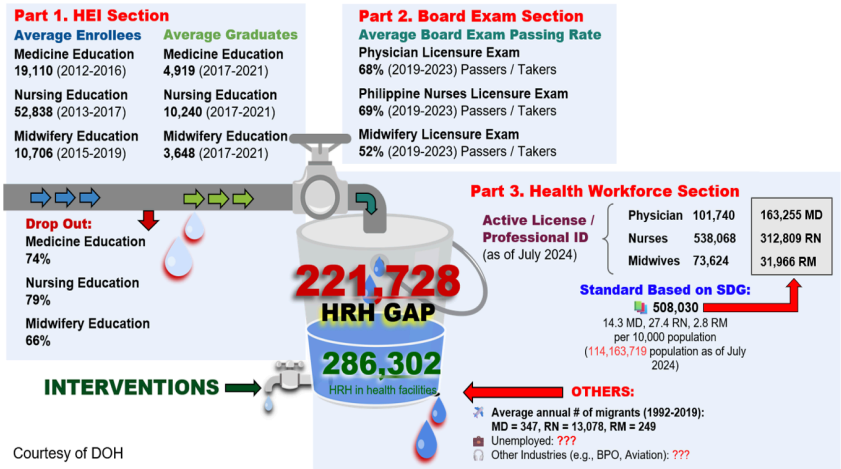 Part 1. HEI Section
Average Enrollees
Medicine Education
19,110 (2012-2016)
Nursing Education
52,838 (2013-2017)
Midwifery Education
10,706 (2015-2019)
Average Graduates
Medicine Education
4,919 (2017-2021)
Nursing Education
10,240 (2017-2021)
Midwifery Education
3,648 (2017-2021)
Drop Out:
Medicine Education
74%
Nursing Education
79%
Midwifery Education
66%
Part 2. Board Exam Section
Average Board Exam Passing Rate
Physician Licensure Exam
68% (2019-2023) Passers / Takers
Philippine Nurses Licensure Exam
69% (2019-2023) Passers / Takers
Midwifery Licensure Exam
52% (2019-2023) Passers / Takers
Part 3. Health Workforce Section
Active License /
Professional ID
(as of July 2024)
Physician 101,740
Nurses 538,068
Midwives 73,624
163,255 MD
312,809 RN
31,966 RM
Standard Based on SDG:
508,030
14.3 MD, 27.4 RN, 2.8 RM
per 10,000 population
(114,163,719 population as of July
2024)
221,728
HRH GAP
286,302
HRH in health facilities
INTERVENTIONS
OTHERS:
Average annual # of migrants (1992-2019):
MD = 347, RN = 13,078, RM = 249
Unemployed: ???
Other Industries (e.g., BPO, Aviation): ???
Courtesy of DOH